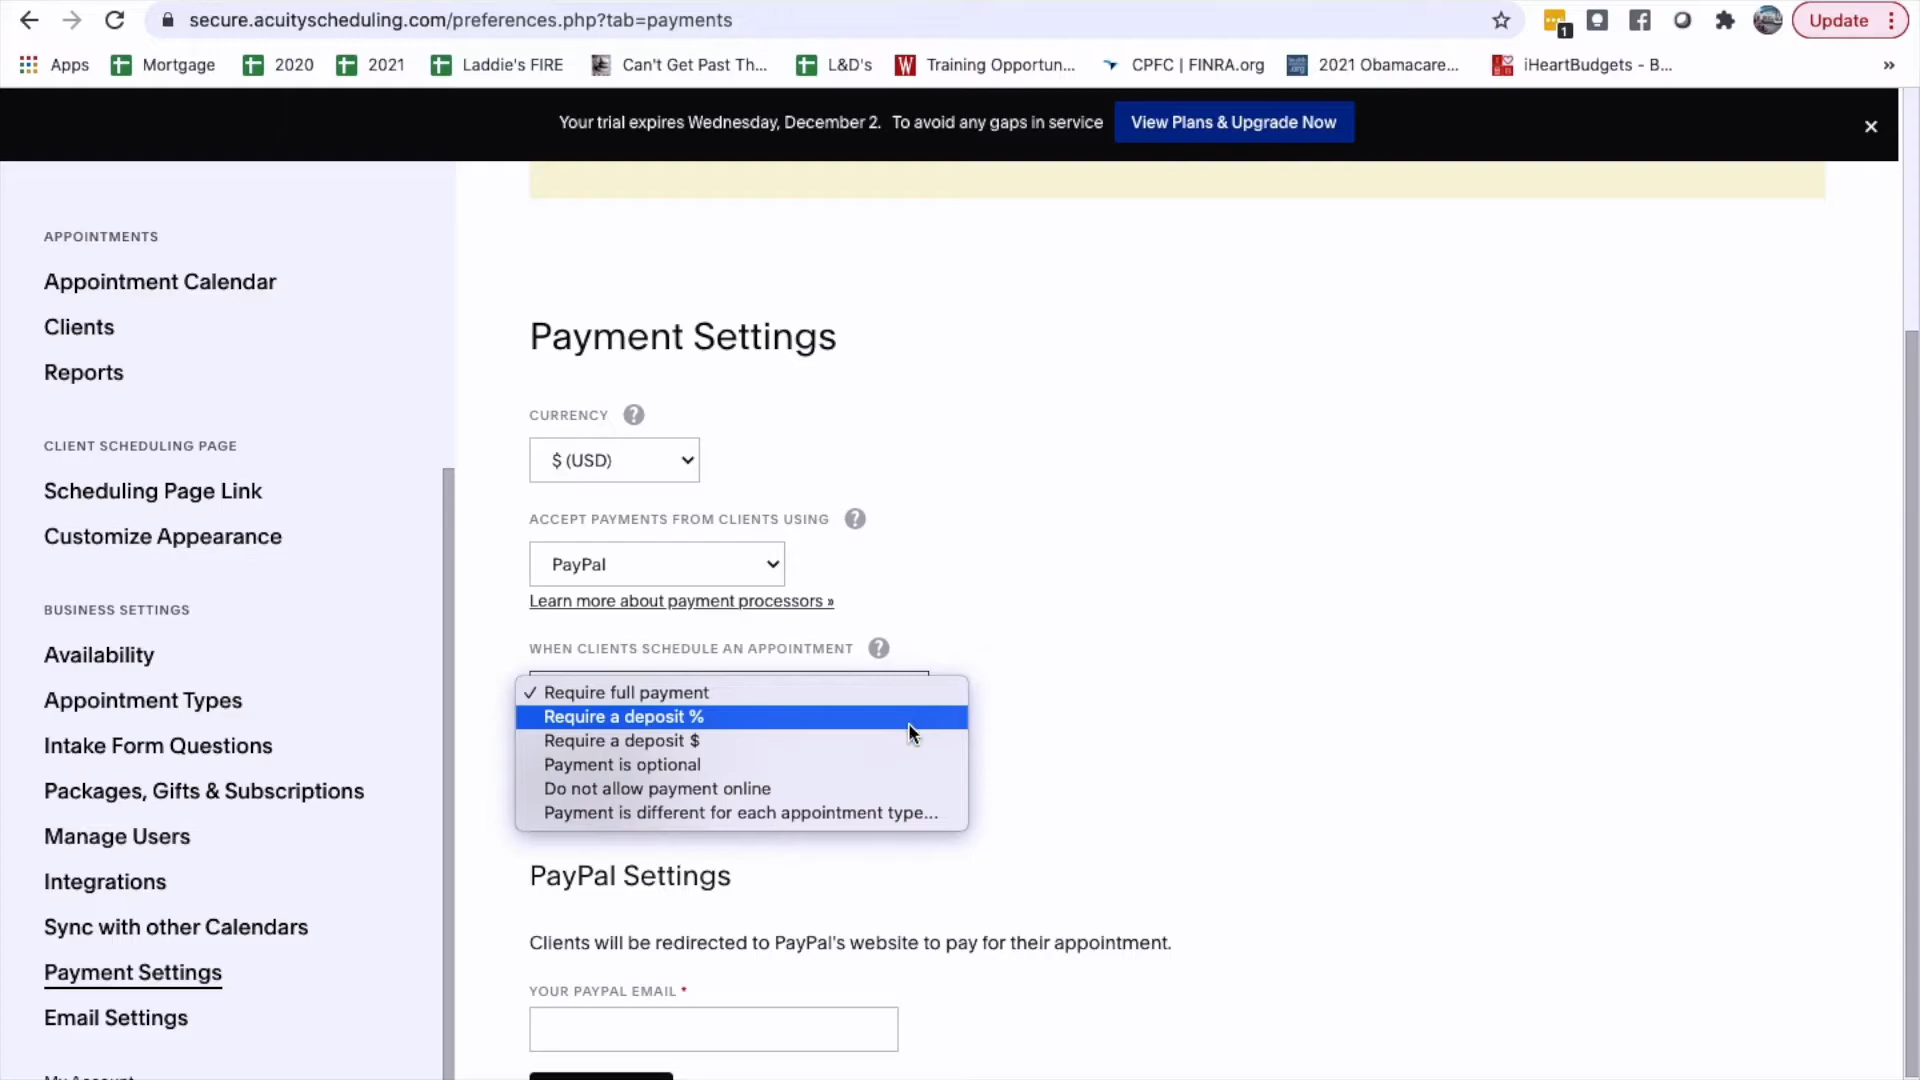 secure.acuityscheduling.com/preferences.php?tab=payments
1
Update
Apps
Mortgage
2020
2021
Laddie's FIRE
Can't Get Past Th...
L&D's
W
Training Opportun...
CPFC | FINRA.org
2021 Obamacare...
iHeartBudgets - B...
»
Your trial expires Wednesday, December 2. To avoid any gaps in service
View Plans & Upgrade Now
×
APPOINTMENTS
Appointment Calendar
Clients
Reports
CLIENT SCHEDULING PAGE
Scheduling Page Link
Customize Appearance
BUSINESS SETTINGS
Availability
Appointment Types
Intake Form Questions
Packages, Gifts & Subscriptions
Manage Users
Integrations
Sync with other Calendars
Payment Settings
Email Settings
My Account
Payment Settings
CURRENCY ?
$ (USD)
ACCEPT PAYMENTS FROM CLIENTS USING ?
PayPal
Learn more about payment processors »
WHEN CLIENTS SCHEDULE AN APPOINTMENT ?
✓ Require full payment
Require a deposit %
Require a deposit $
Payment is optional
Do not allow payment online
Payment is different for each appointment type...
PayPal Settings
Clients will be redirected to PayPal's website to pay for their appointment.
YOUR PAYPAL EMAIL *